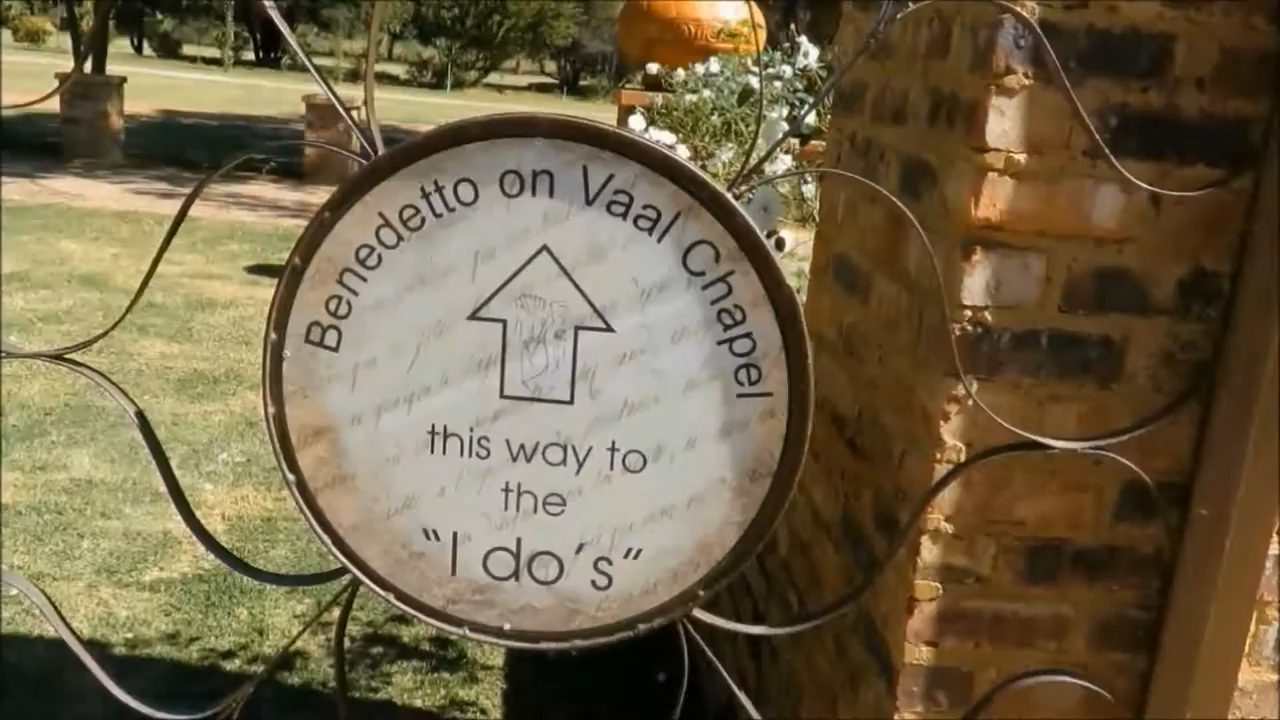 Benedetto on Vaal Chapel
this way to
the
"I do's"